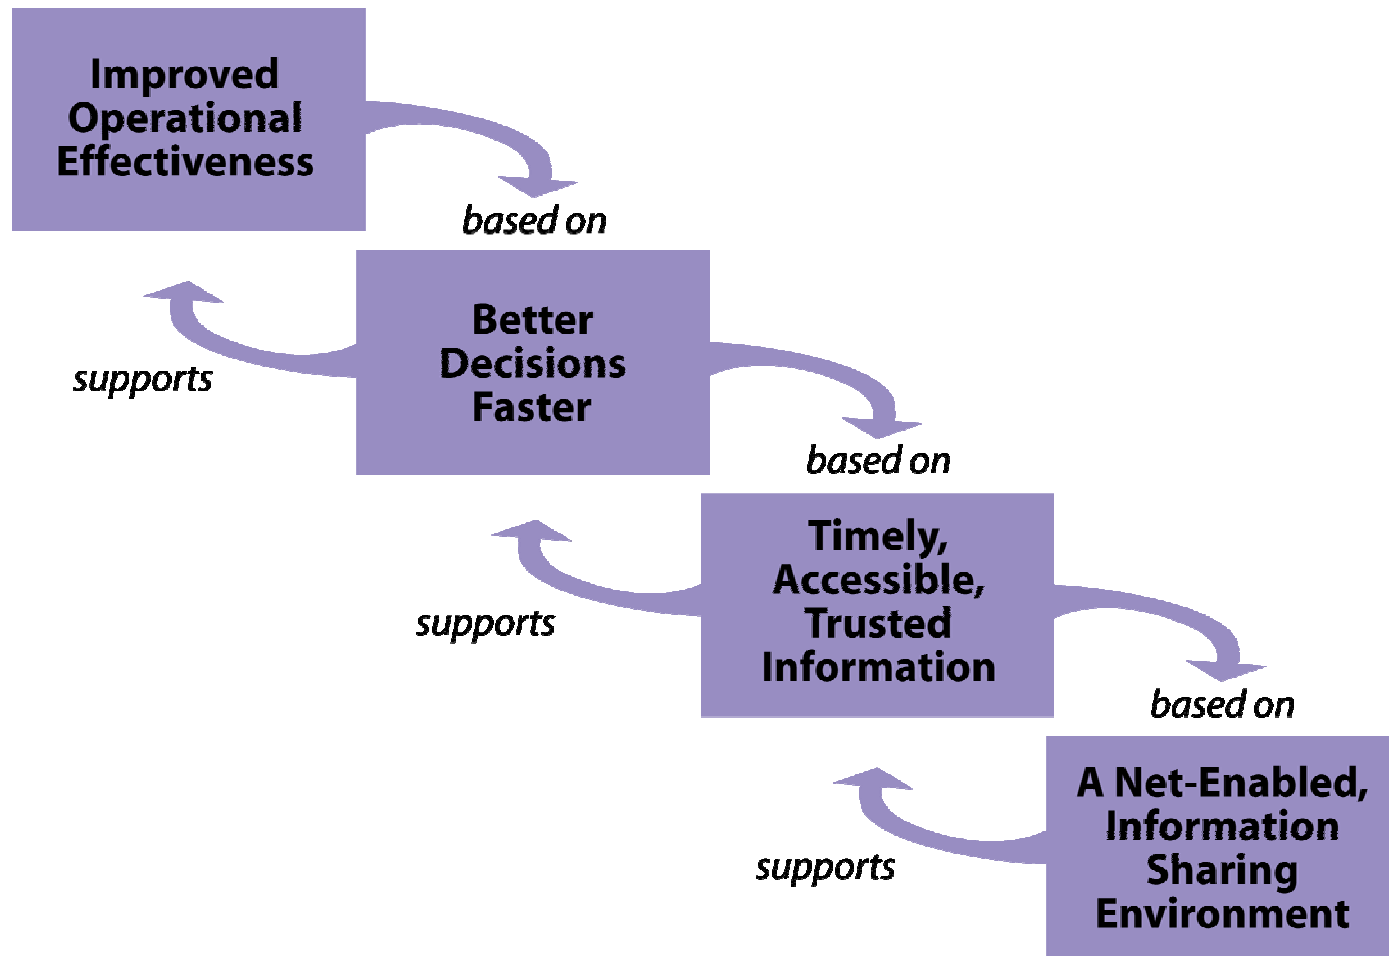 Improved
Operational
Effectiveness
based on
supports
Better
Decisions
Faster
based on
supports
Timely,
Accessible,
Trusted
Information
based on
supports
A Net-Enabled,
Information
Sharing
Environment